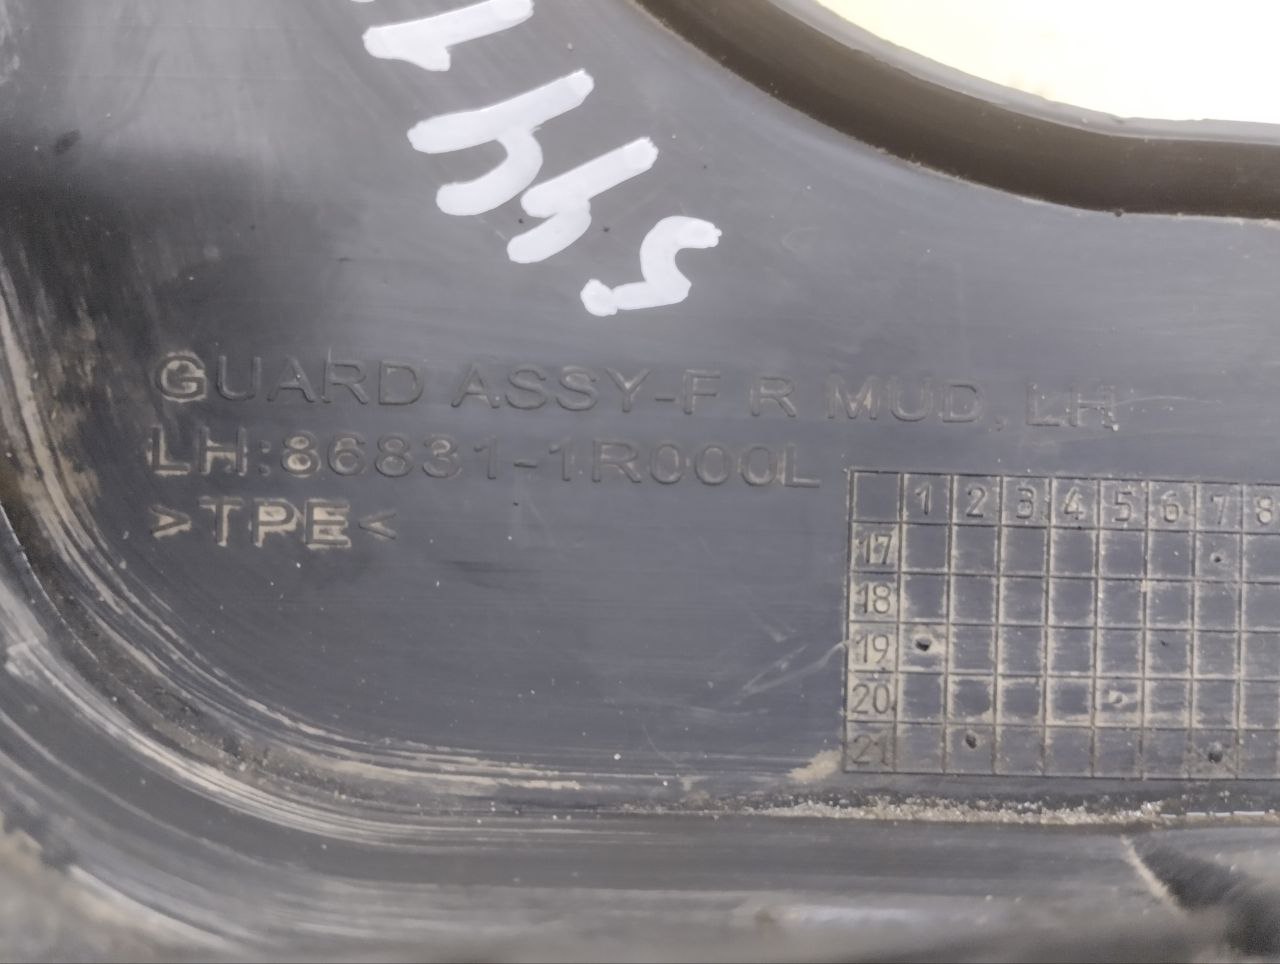 GUARD ASSY-F R MUD, LH
LH:86831-1R000L
>TPE<
1 2 3 4 5 6 7 8
17
18
19
20
21